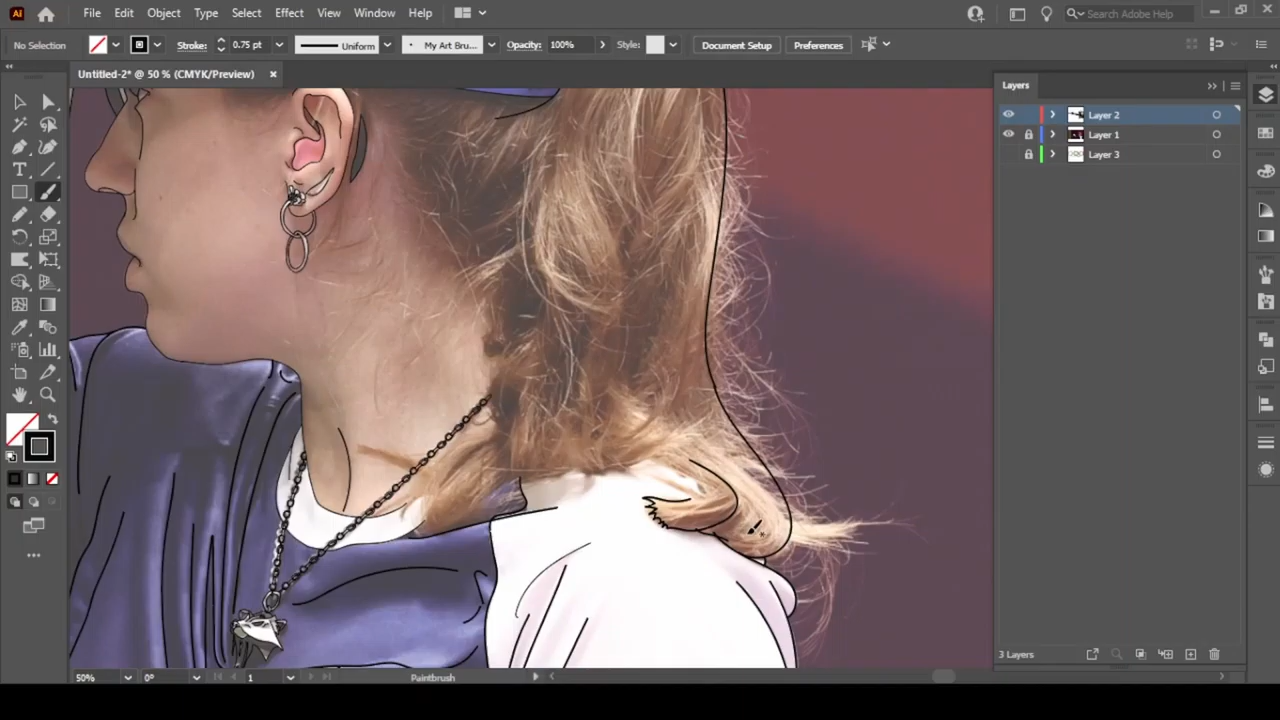 Ai File Edit Object Type Select Effect View Window Help Search Adobe Help
No Selection Stroke: 0.75 pt Uniform My Art Bru... Opacity: 100% Style: Document Setup Preferences
Untitled-2* @ 50 % (CMYK/Preview)
Layers
Layer 2
Layer 1
Layer 3
3 Layers
50% 0° 1 Paintbrush